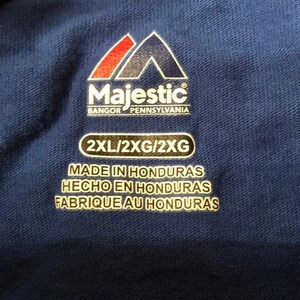 Majestic®
BANGOR PENNSYLVANIA
2XL/2XG/2XG
MADE IN HONDURAS
HECHO EN HONDURAS
FABRIQUE AU HONDURAS